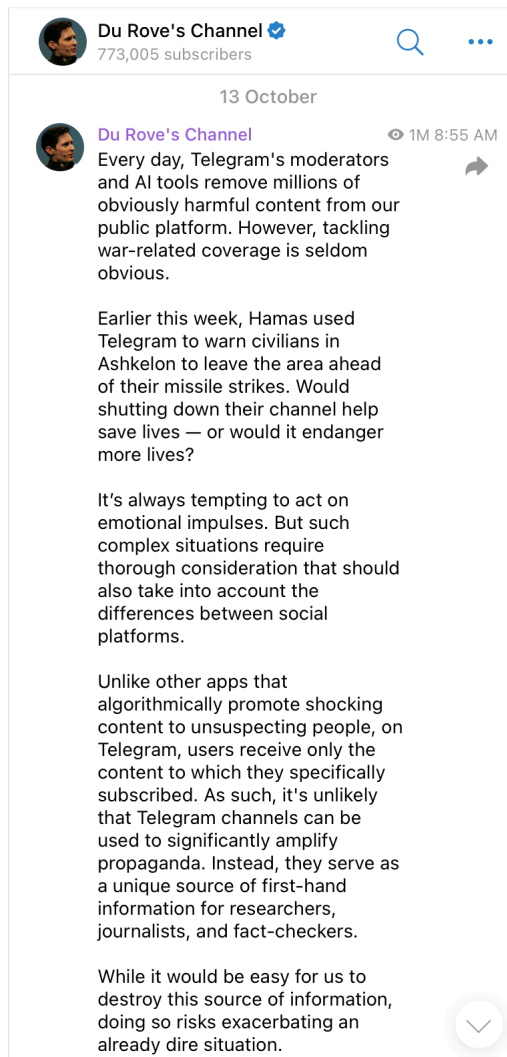 Du Rove's Channel
773,005 subscribers
13 October
Du Rove's Channel
1M 8:55 AM
Every day, Telegram's moderators
and AI tools remove millions of
obviously harmful content from our
public platform. However, tackling
war-related coverage is seldom
obvious.
Earlier this week, Hamas used
Telegram to warn civilians in
Ashkelon to leave the area ahead
of their missile strikes. Would
shutting down their channel help
save lives — or would it endanger
more lives?
It’s always tempting to act on
emotional impulses. But such
complex situations require
thorough consideration that should
also take into account the
differences between social
platforms.
Unlike other apps that
algorithmically promote shocking
content to unsuspecting people, on
Telegram, users receive only the
content to which they specifically
subscribed. As such, it's unlikely
that Telegram channels can be
used to significantly amplify
propaganda. Instead, they serve as
a unique source of first-hand
information for researchers,
journalists, and fact-checkers.
While it would be easy for us to
destroy this source of information,
doing so risks exacerbating an
already dire situation.